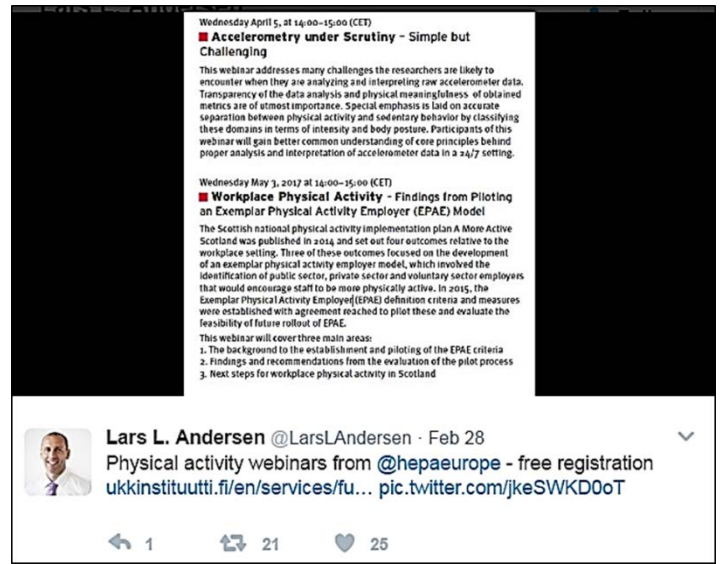 Wednesday April 5, at 14:00–15:00 (CET)
Accelerometry under Scrutiny – Simple but
Challenging
This webinar addresses many challenges the researchers are likely to
encounter when they are analyzing and interpreting raw accelerometer data.
Transparency of the data analysis and physical meaningfulness of obtained
metrics are of utmost importance. Special emphasis is laid on accurate
separation between physical activity and sedentary behavior by classifying
these domains in terms of intensity and body posture. Participants of this
webinar will gain better common understanding of core principles behind
proper analysis and interpretation of accelerometer data in a 24/7 setting.
Wednesday May 3, 2017 at 14:00–15:00 (CET)
Workplace Physical Activity - Findings from Piloting
an Exemplar Physical Activity Employer (EPAE) Model
The Scottish national physical activity implementation plan A More Active
Scotland was published in 2014 and set out four outcomes relative to the
workplace setting. Three of these outcomes focused on the development
of an exemplar physical activity employer model, which involved the
identification of public sector, private sector and voluntary sector employers
that would encourage staff to be more physically active. In 2015, the
Exemplar Physical Activity Employer(EPAE) definition criteria and measures
were established with agreement reached to pilot these and evaluate the
feasibility of future rollout of EPAE.
This webinar will cover three main areas:
1. The background to the establishment and piloting of the EPAE criteria
2. Findings and recommendations from the evaluation of the pilot process
3. Next steps for workplace physical activity in Scotland
Lars L. Andersen @LarsLAndersen · Feb 28
Physical activity webinars from @hepaeurope - free registration
ukkinstituutti.fi/en/services/fu... pic.twitter.com/jkeSWKD0oT
1 21 25